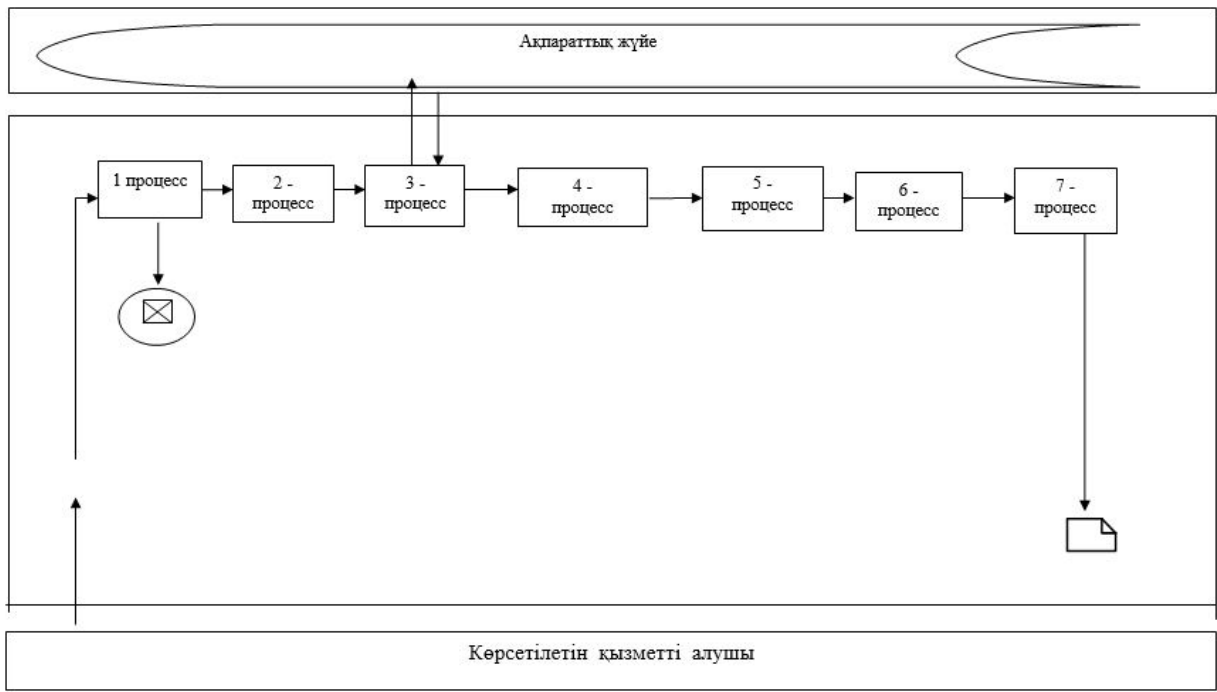 Ақпараттық жүйе
1 процесс
2 -
процесс
3 -
процесс
4 -
процесс
5 -
процесс
6 -
процесс
7 -
процесс
Көрсетілетін қызметті алушы